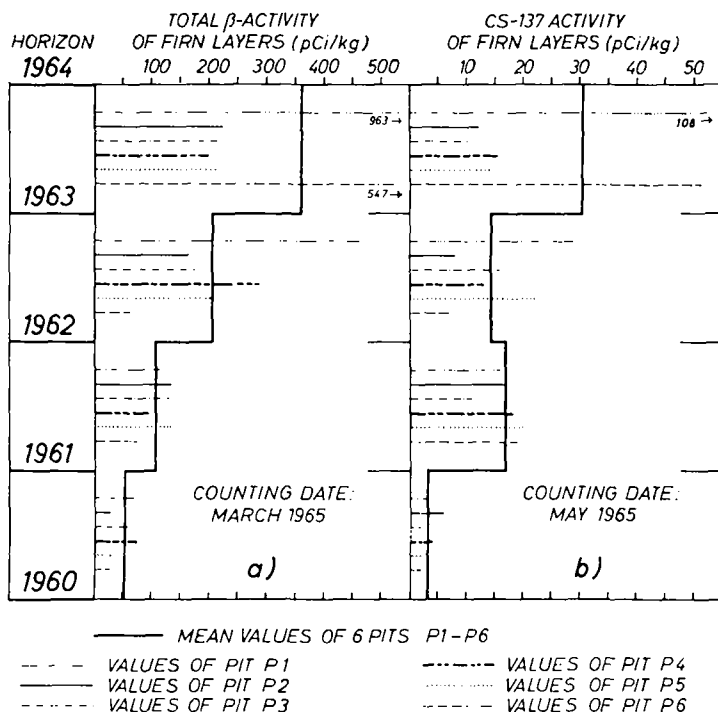 TOTAL β-ACTIVITY
OF FIRN LAYERS (pCi/kg)
CS-137 ACTIVITY
OF FIRN LAYERS (pCi/kg)
HORIZON
100 200 300 400 500
10 20 30 40 50
1964
963→
108→
547→
1963
1962
1961
1960
COUNTING DATE:
MARCH 1965
COUNTING DATE:
MAY 1965
a)
b)
MEAN VALUES OF 6 PITS P1-P6
VALUES OF PIT P1
VALUES OF PIT P2
VALUES OF PIT P3
VALUES OF PIT P4
VALUES OF PIT P5
VALUES OF PIT P6